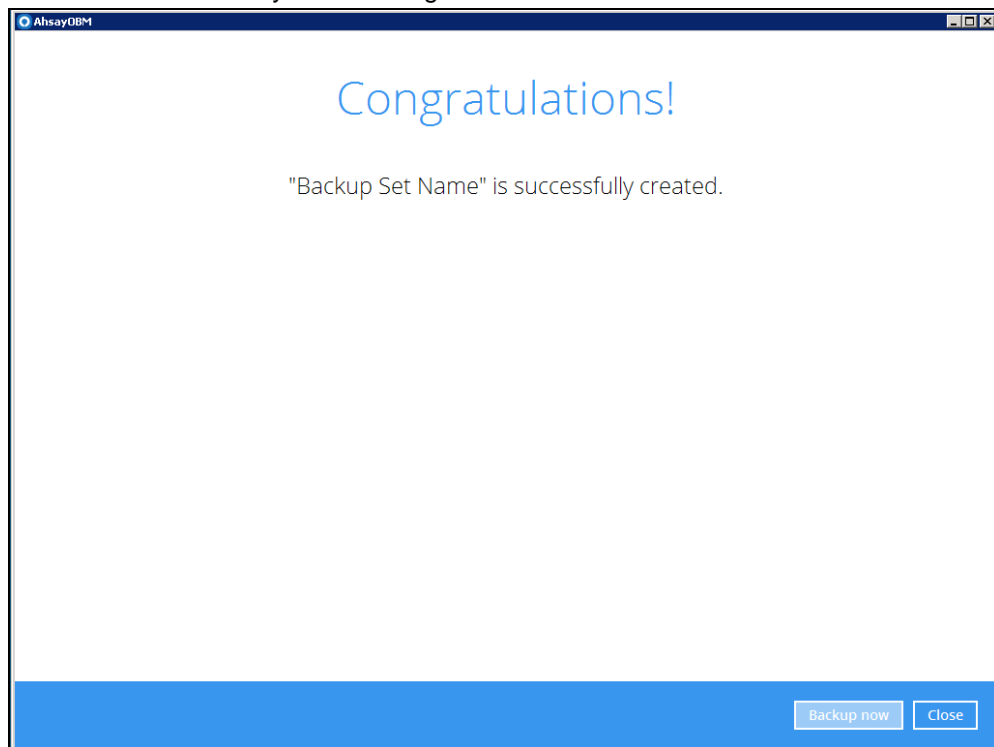 AhsayOBM
Congratulations!
"Backup Set Name" is successfully created.
Backup now Close